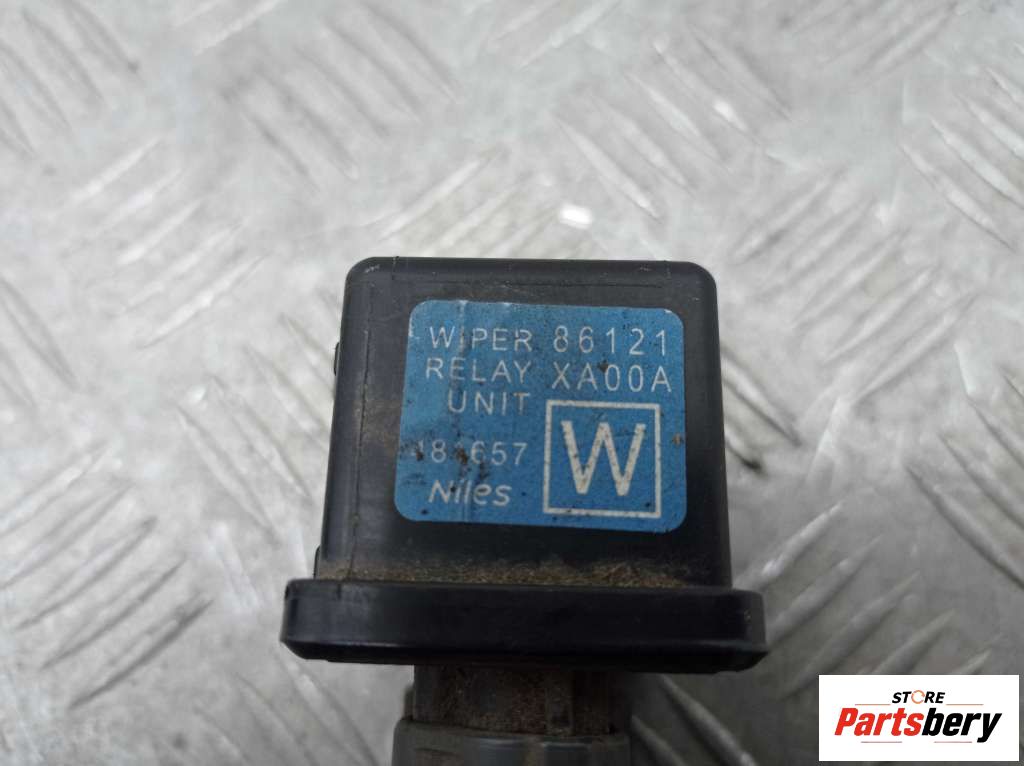 WIPER 86121
RELAY XA00A
UNIT
W
Niles
STORE
Partsbery